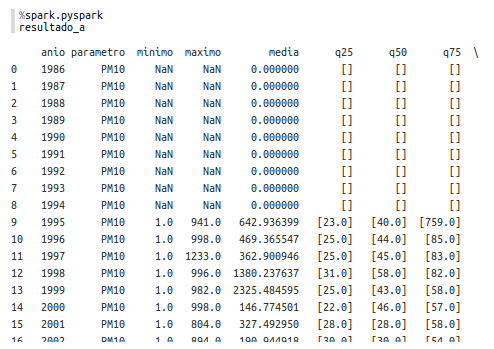 %spark.pyspark
resultado_a
anio parametro minimo maximo media q25 q50 q75 \
0 1986 PM10 NaN NaN 0.000000 [] [] []
1 1987 PM10 NaN NaN 0.000000 [] [] []
2 1988 PM10 NaN NaN 0.000000 [] [] []
3 1989 PM10 NaN NaN 0.000000 [] [] []
4 1990 PM10 NaN NaN 0.000000 [] [] []
5 1991 PM10 NaN NaN 0.000000 [] [] []
6 1992 PM10 NaN NaN 0.000000 [] [] []
7 1993 PM10 NaN NaN 0.000000 [] [] []
8 1994 PM10 NaN NaN 0.000000 [] [] []
9 1995 PM10 1.0 941.0 642.936399 [23.0] [40.0] [759.0]
10 1996 PM10 1.0 998.0 469.365547 [25.0] [44.0] [85.0]
11 1997 PM10 1.0 1233.0 362.900946 [25.0] [45.0] [83.0]
12 1998 PM10 1.0 996.0 1380.237637 [31.0] [58.0] [82.0]
13 1999 PM10 1.0 982.0 2325.484595 [25.0] [43.0] [58.0]
14 2000 PM10 1.0 998.0 146.774501 [22.0] [46.0] [57.0]
15 2001 PM10 1.0 804.0 327.492950 [28.0] [28.0] [58.0]
16 2002 PM10 1.0 894.0 190.944918 [30.0] [30.0] [54.0]